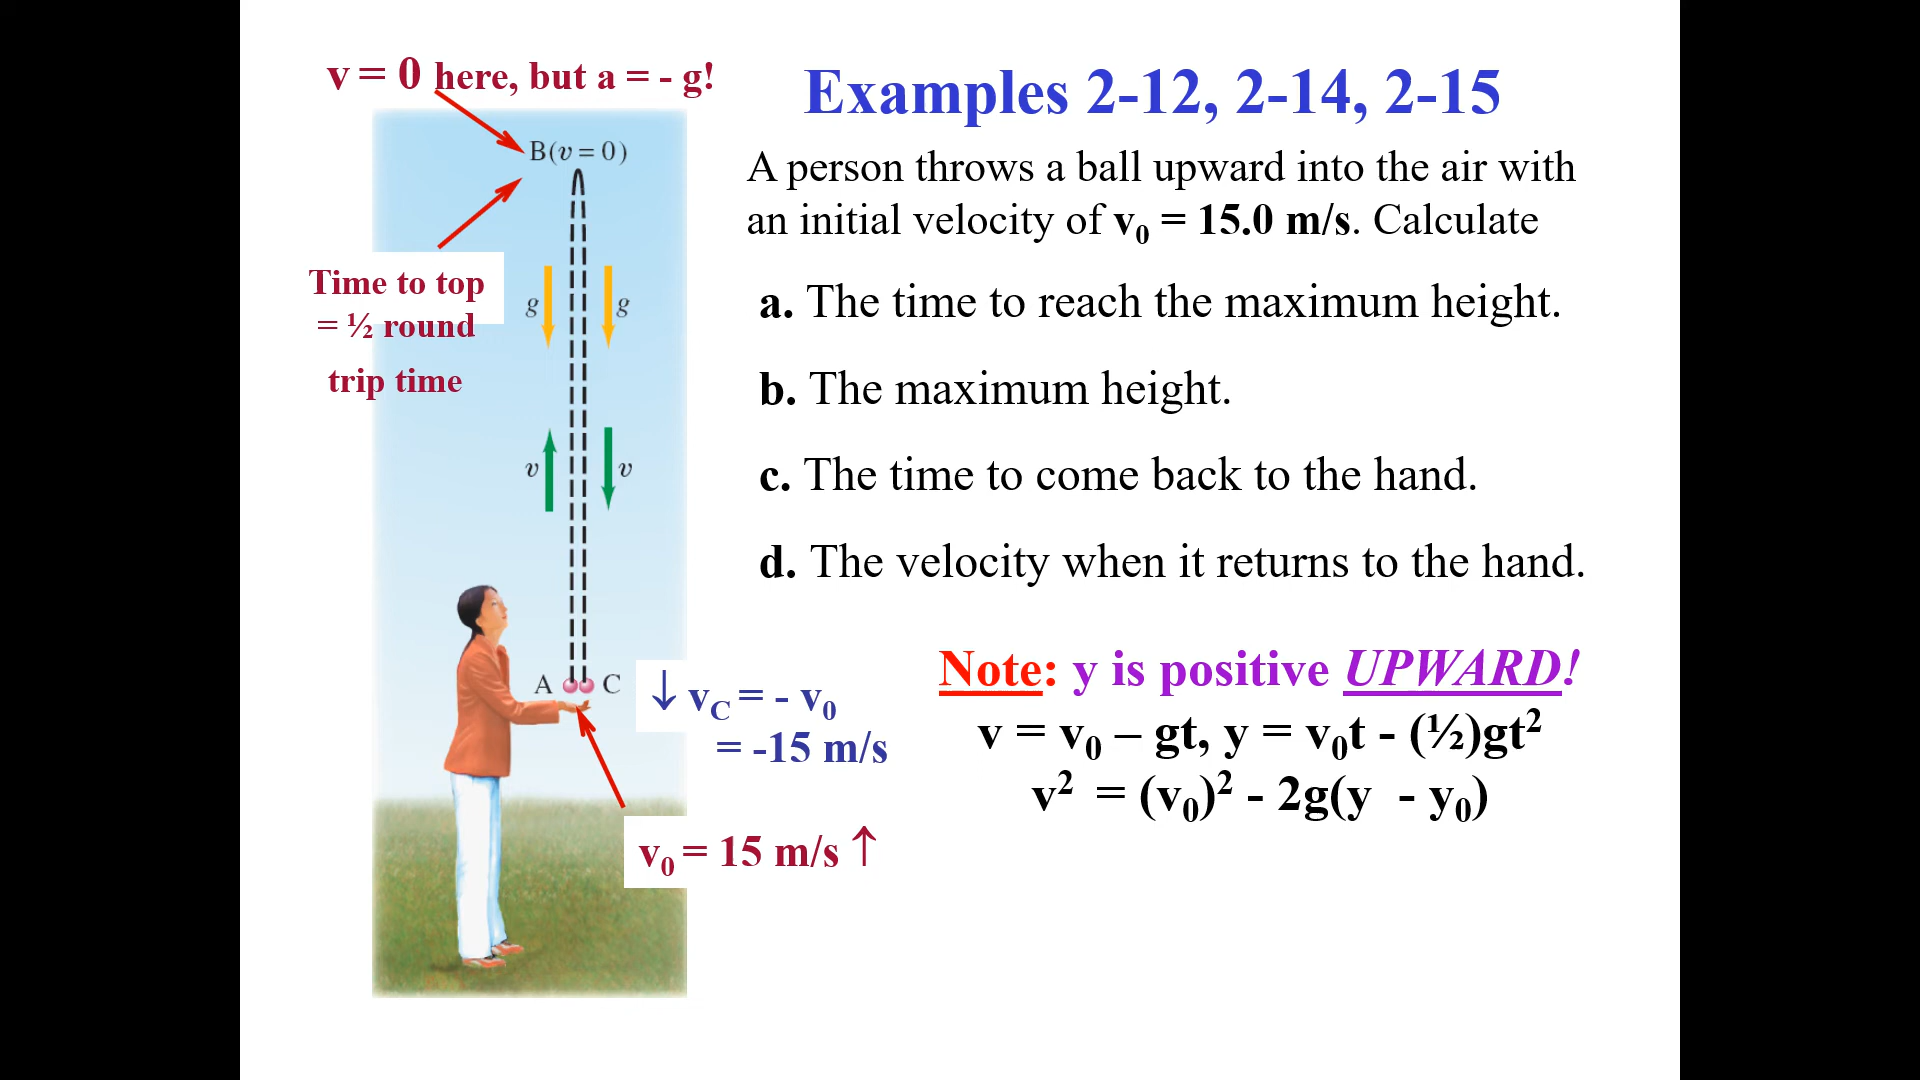 v = 0 here, but a = - g!
Examples 2-12, 2-14, 2-15
B(v = 0)
A person throws a ball upward into the air with
an initial velocity of v₀ = 15.0 m/s. Calculate
Time to top
= ½ round
trip time
g g
a. The time to reach the maximum height.
b. The maximum height.
v v
c. The time to come back to the hand.
d. The velocity when it returns to the hand.
A C
↓ v_C = - v₀
= -15 m/s
v₀ = 15 m/s ↑
Note: y is positive UPWARD!
v = v₀ – gt, y = v₀t - (½)gt²
v² = (v₀)² - 2g(y - y₀)